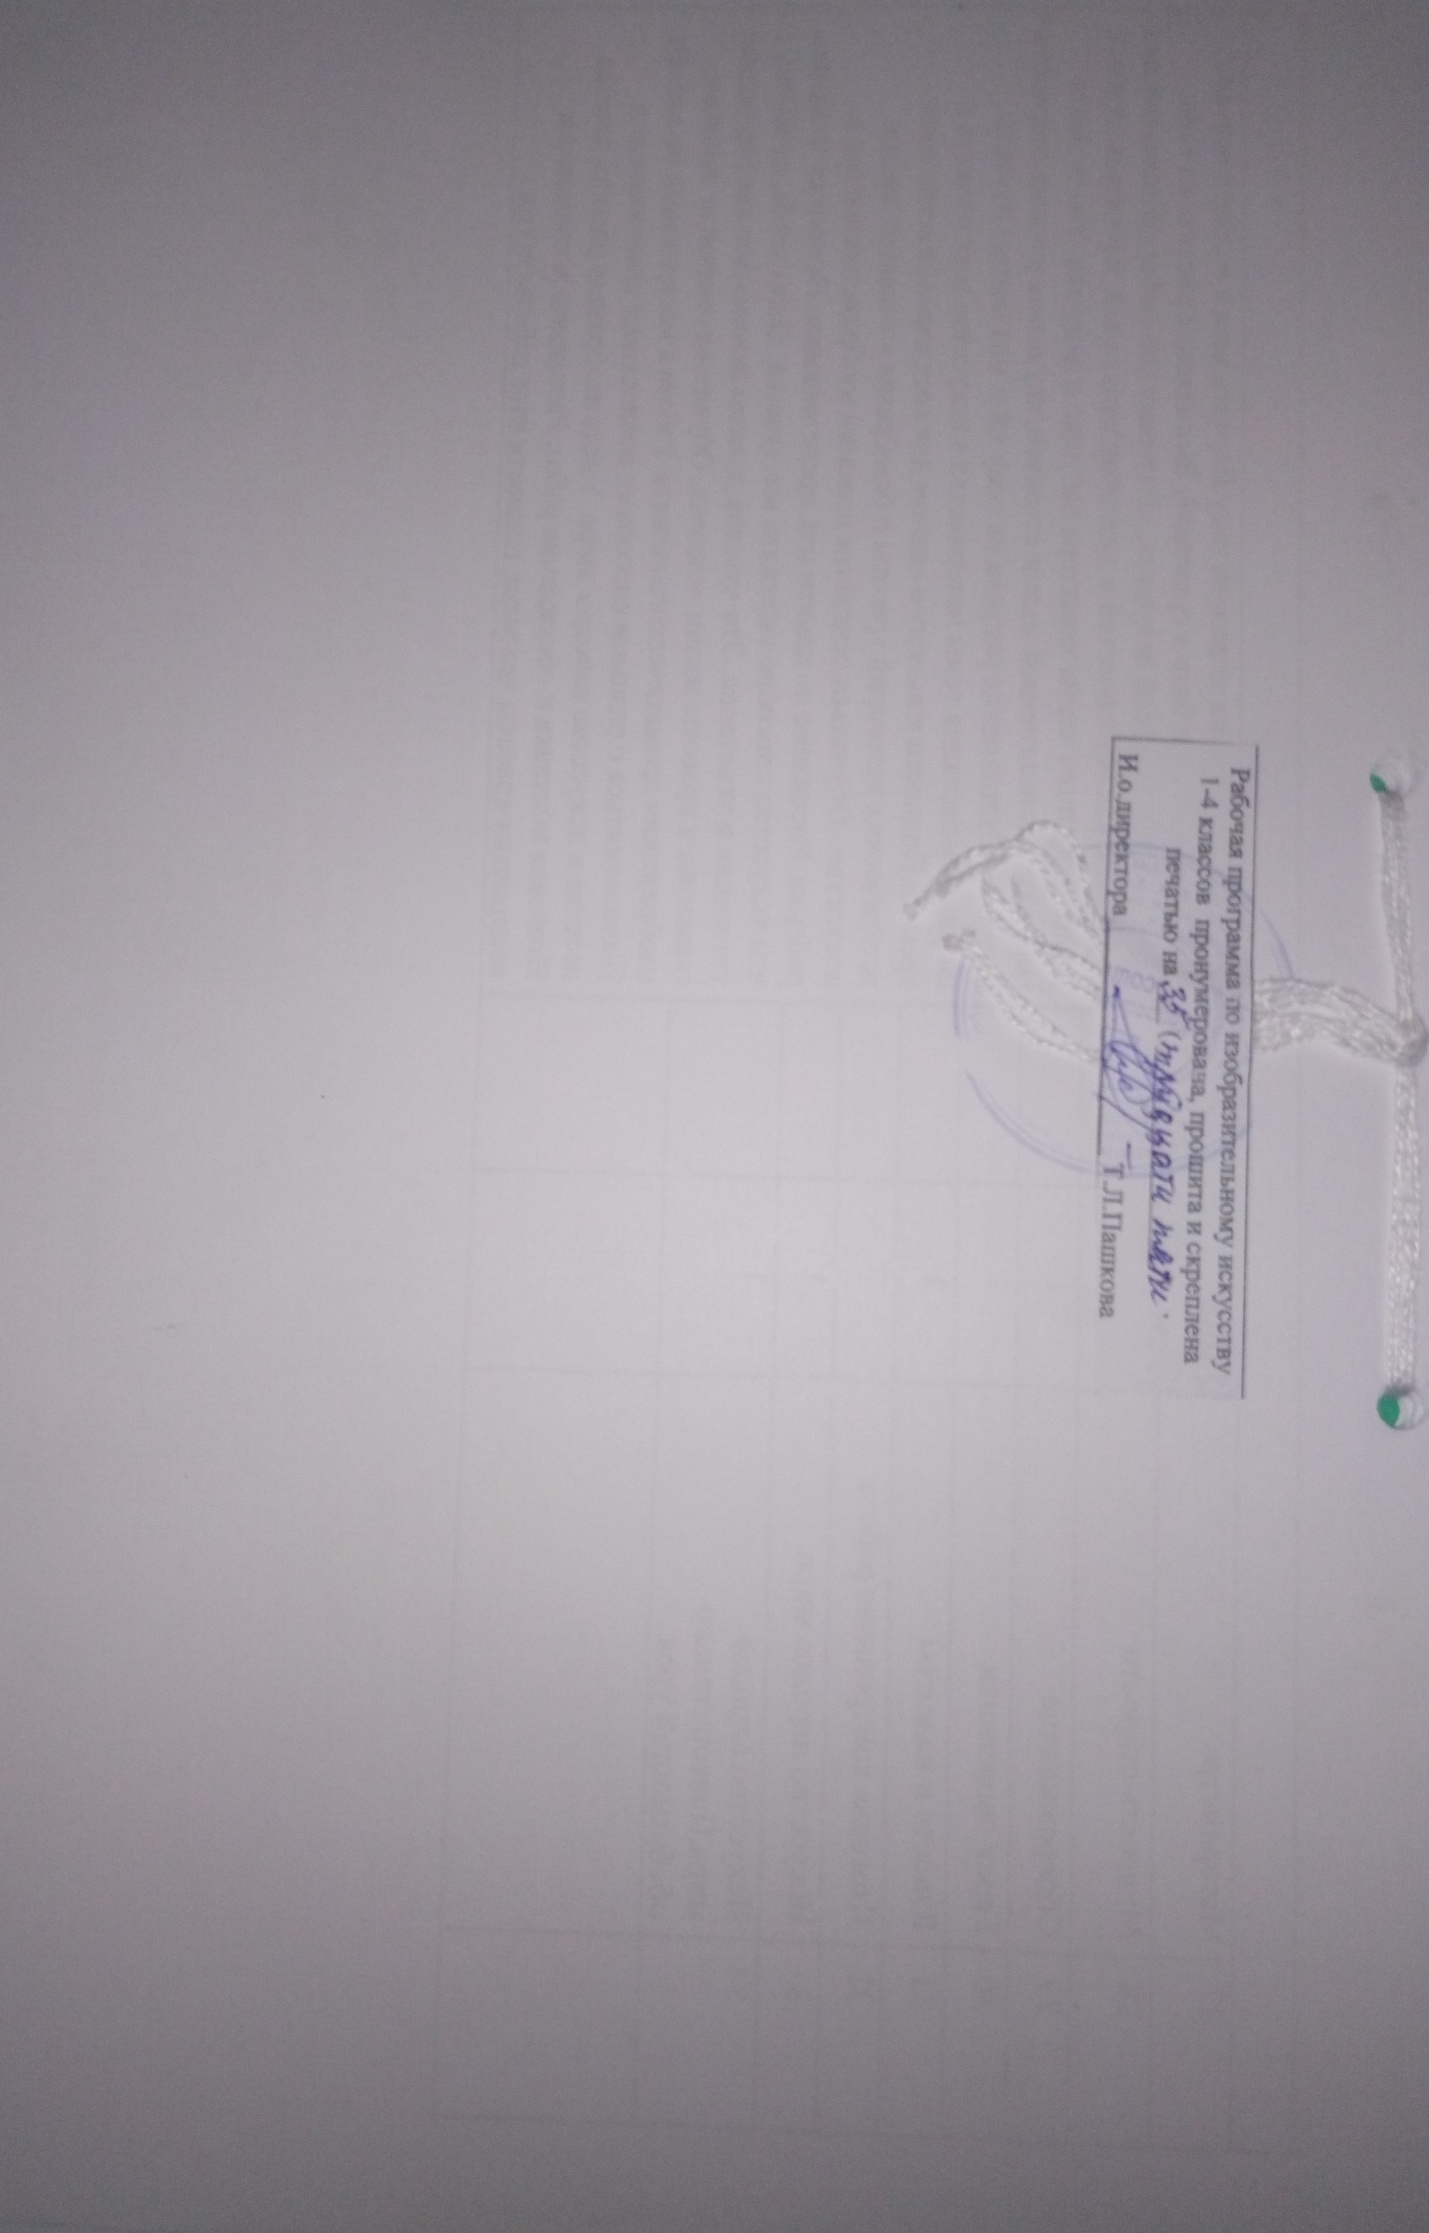 Рабочая программа по изобразительному искусству
1-4 классов пронумерована, прошита и скреплена
печатью на 35 (тридцати пяти.
И.о.директора Т.Л.Пашкова